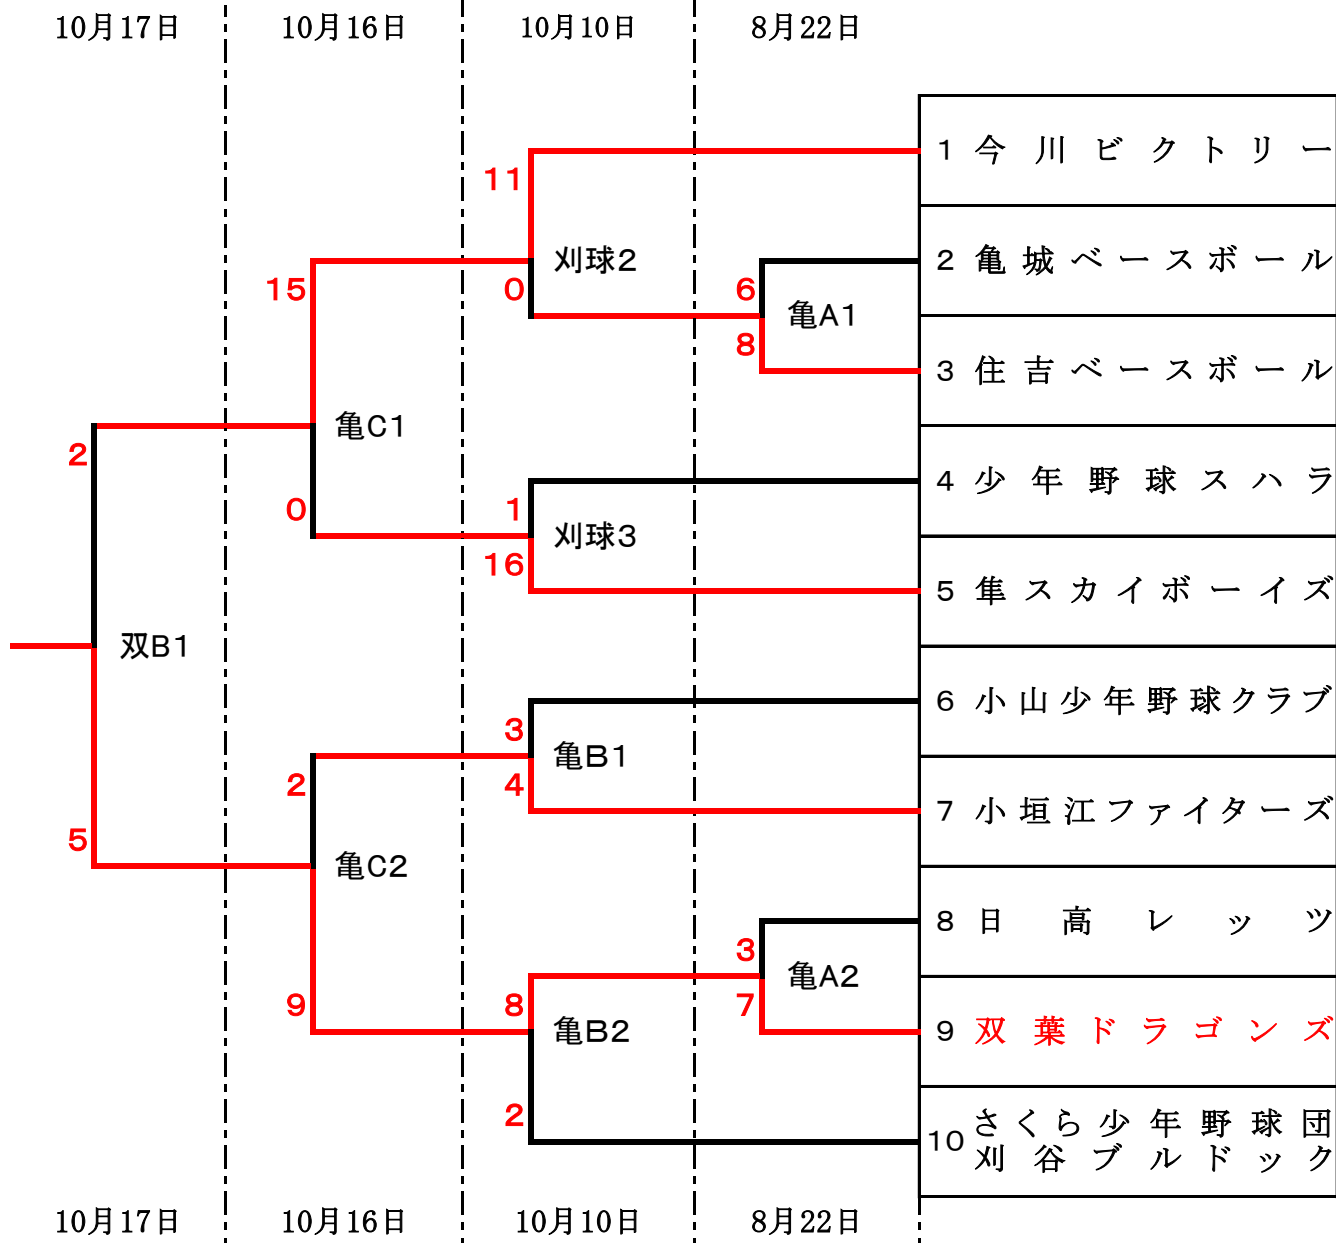 10月17日 10月16日 10月10日 8月22日
1 今川ビクトリー
11
刈球2
2 亀城ベースボール
15
0
6
亀A1
8
3 住吉ベースボール
亀C1
2
4 少年野球スハラ
0
1
刈球3
16
5 隼スカイボーイズ
双B1
6 小山少年野球クラブ
3
亀B1
2
4
7 小垣江ファイターズ
5
亀C2
8 日高レッツ
3
亀A2
9
8
7
亀B2
9 双葉ドラゴンズ
2
10 さくら少年野球団
刈谷ブルドック
10月17日 10月16日 10月10日 8月22日